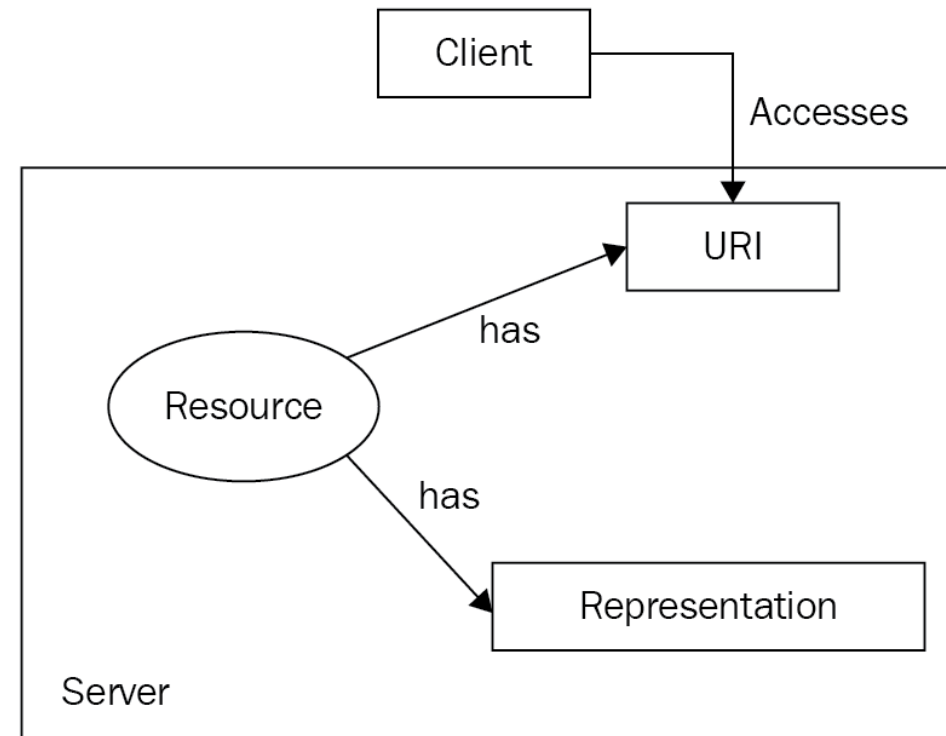 Client
Accesses
URI
has
Resource
has
Representation
Server